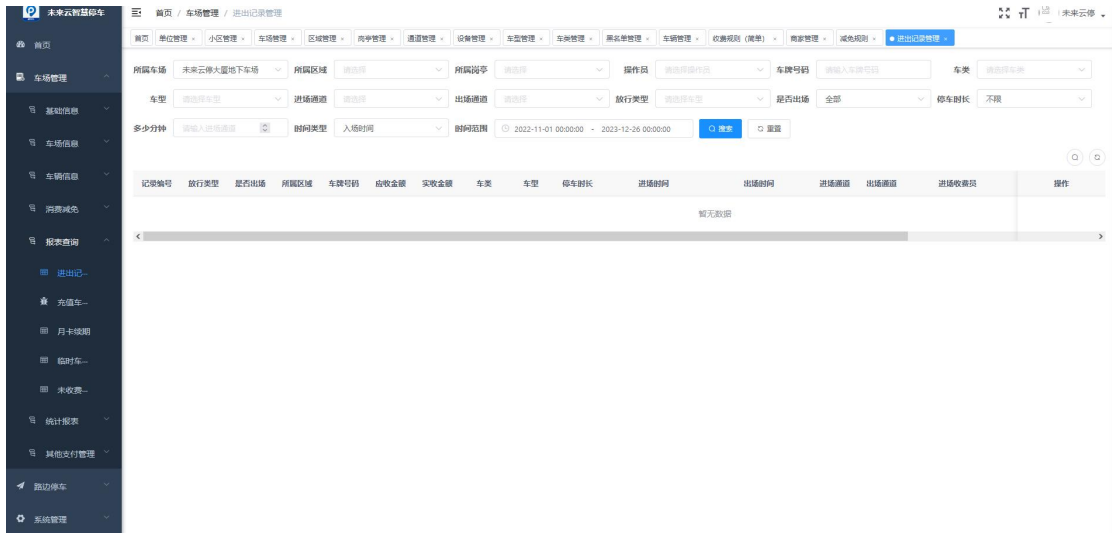 未来云智慧停车
首页 / 车场管理 / 进出记录管理
未来云停
首页 单位管理 × 小区管理 × 车场管理 × 区域管理 × 岗亭管理 × 通道管理 × 设备管理 × 车型管理 × 车类管理 × 黑名单管理 × 车辆管理 × 收费规则（简单） × 商家管理 × 减免规则 × 进出记录管理 ×
首页
车场管理
基础信息
车场信息
车辆信息
消费减免
报表查询
进出记...
充值车...
月卡续期
临时车...
未收费...
统计报表
其他支付管理
路边停车
系统管理
所属车场 未来云停大厦地下车场 所属区域 请选择 所属岗亭 请选择 操作员 请选择操作员 车牌号码 请输入车牌号码 车类 请选择车类
车型 请选择车型 进场通道 请选择 出场通道 请选择 放行类型 请选择车型 是否出场 全部 停车时长 不限
多少分钟 请输入出场通道 时间类型 入场时间 时间范围 2022-11-01 00:00:00 - 2023-12-26 00:00:00 搜索 重置
记录编号 放行类型 是否出场 所属区域 车牌号码 应收金额 实收金额 车类 车型 停车时长 进场时间 出场时间 进场通道 出场通道 进场收费员 操作
暂无数据